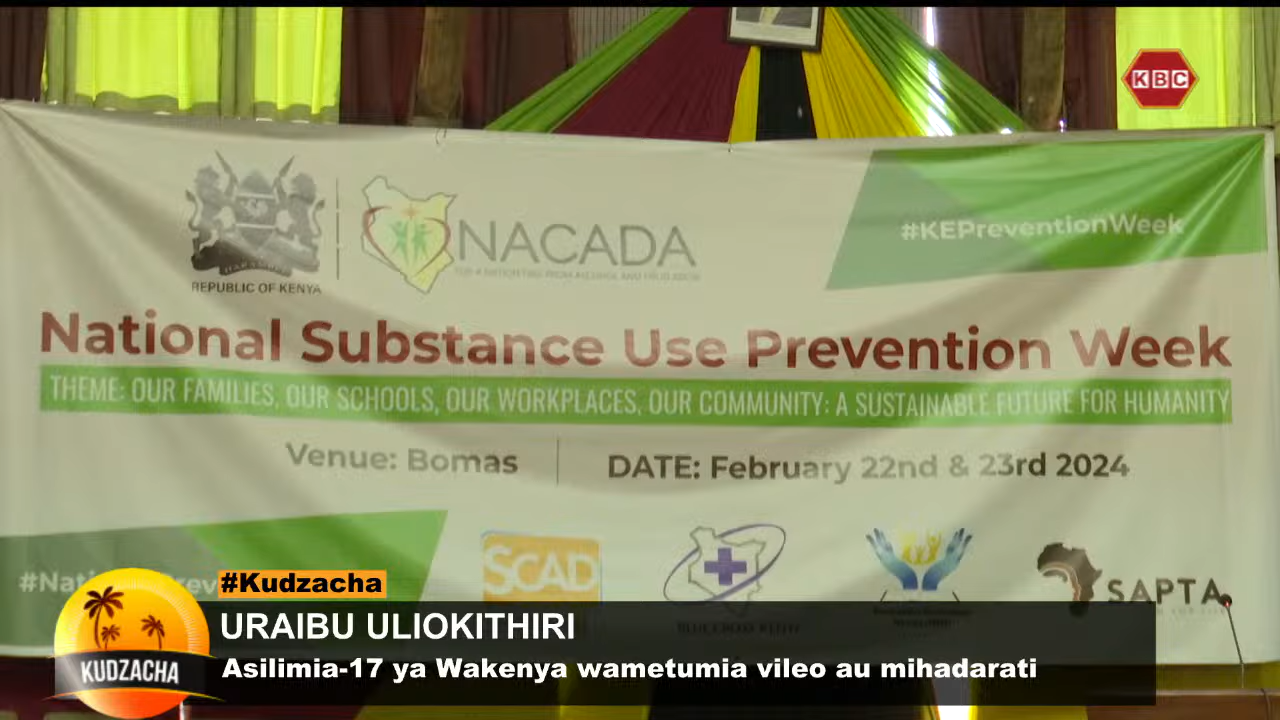 KBC
NACADA
#KEPreventionWeek
REPUBLIC OF KENYA
National Substance Use Prevention Week
THEME: OUR FAMILIES, OUR SCHOOLS, OUR WORKPLACES, OUR COMMUNITY: A SUSTAINABLE FUTURE FOR HUMANITY
Venue: Bomas
DATE: February 22nd & 23rd 2024
SCAD
SAPTA
#Kudzacha
URAIBU ULIOKITHIRI
KUDZACHA
Asilimia-17 ya Wakenya wametumia vileo au mihadarati